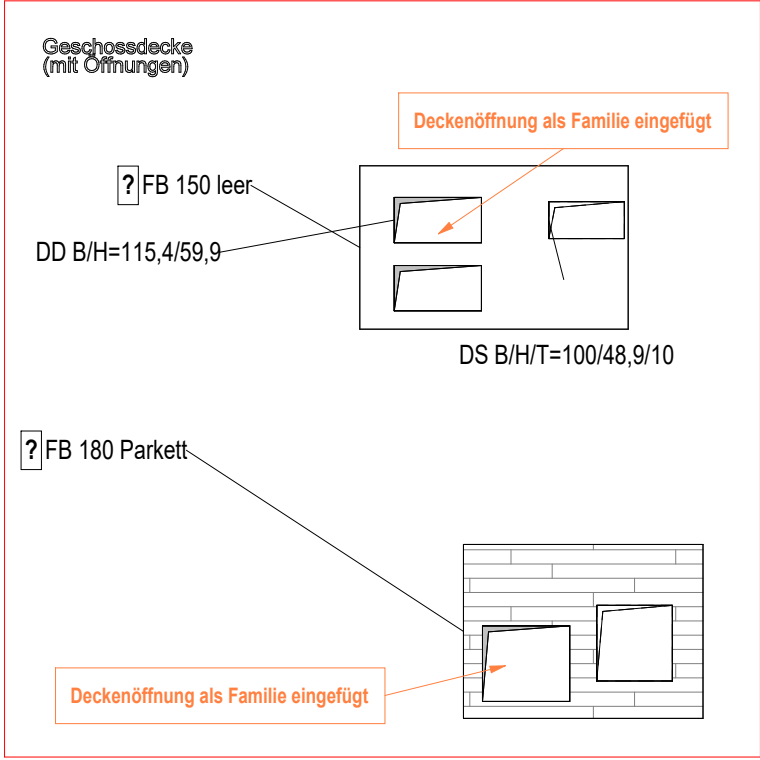 Geschossdecke
(mit Öffnungen)
Deckenöffnung als Familie eingefügt
? FB 150 leer
DD B/H=115,4/59,9
DS B/H/T=100/48,9/10
? FB 180 Parkett
Deckenöffnung als Familie eingefügt